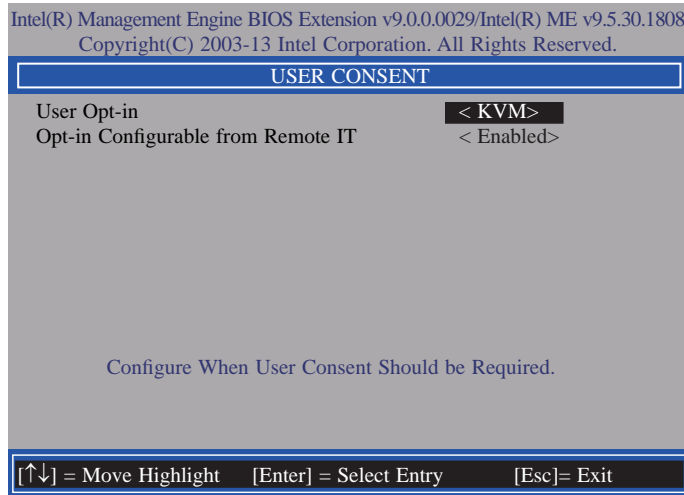 Intel(R) Management Engine BIOS Extension v9.0.0.0029/Intel(R) ME v9.5.30.1808
Copyright(C) 2003-13 Intel Corporation. All Rights Reserved.
USER CONSENT
User Opt-in < KVM>
Opt-in Configurable from Remote IT < Enabled>
Configure When User Consent Should be Required.
[↑↓] = Move Highlight [Enter] = Select Entry [Esc]= Exit